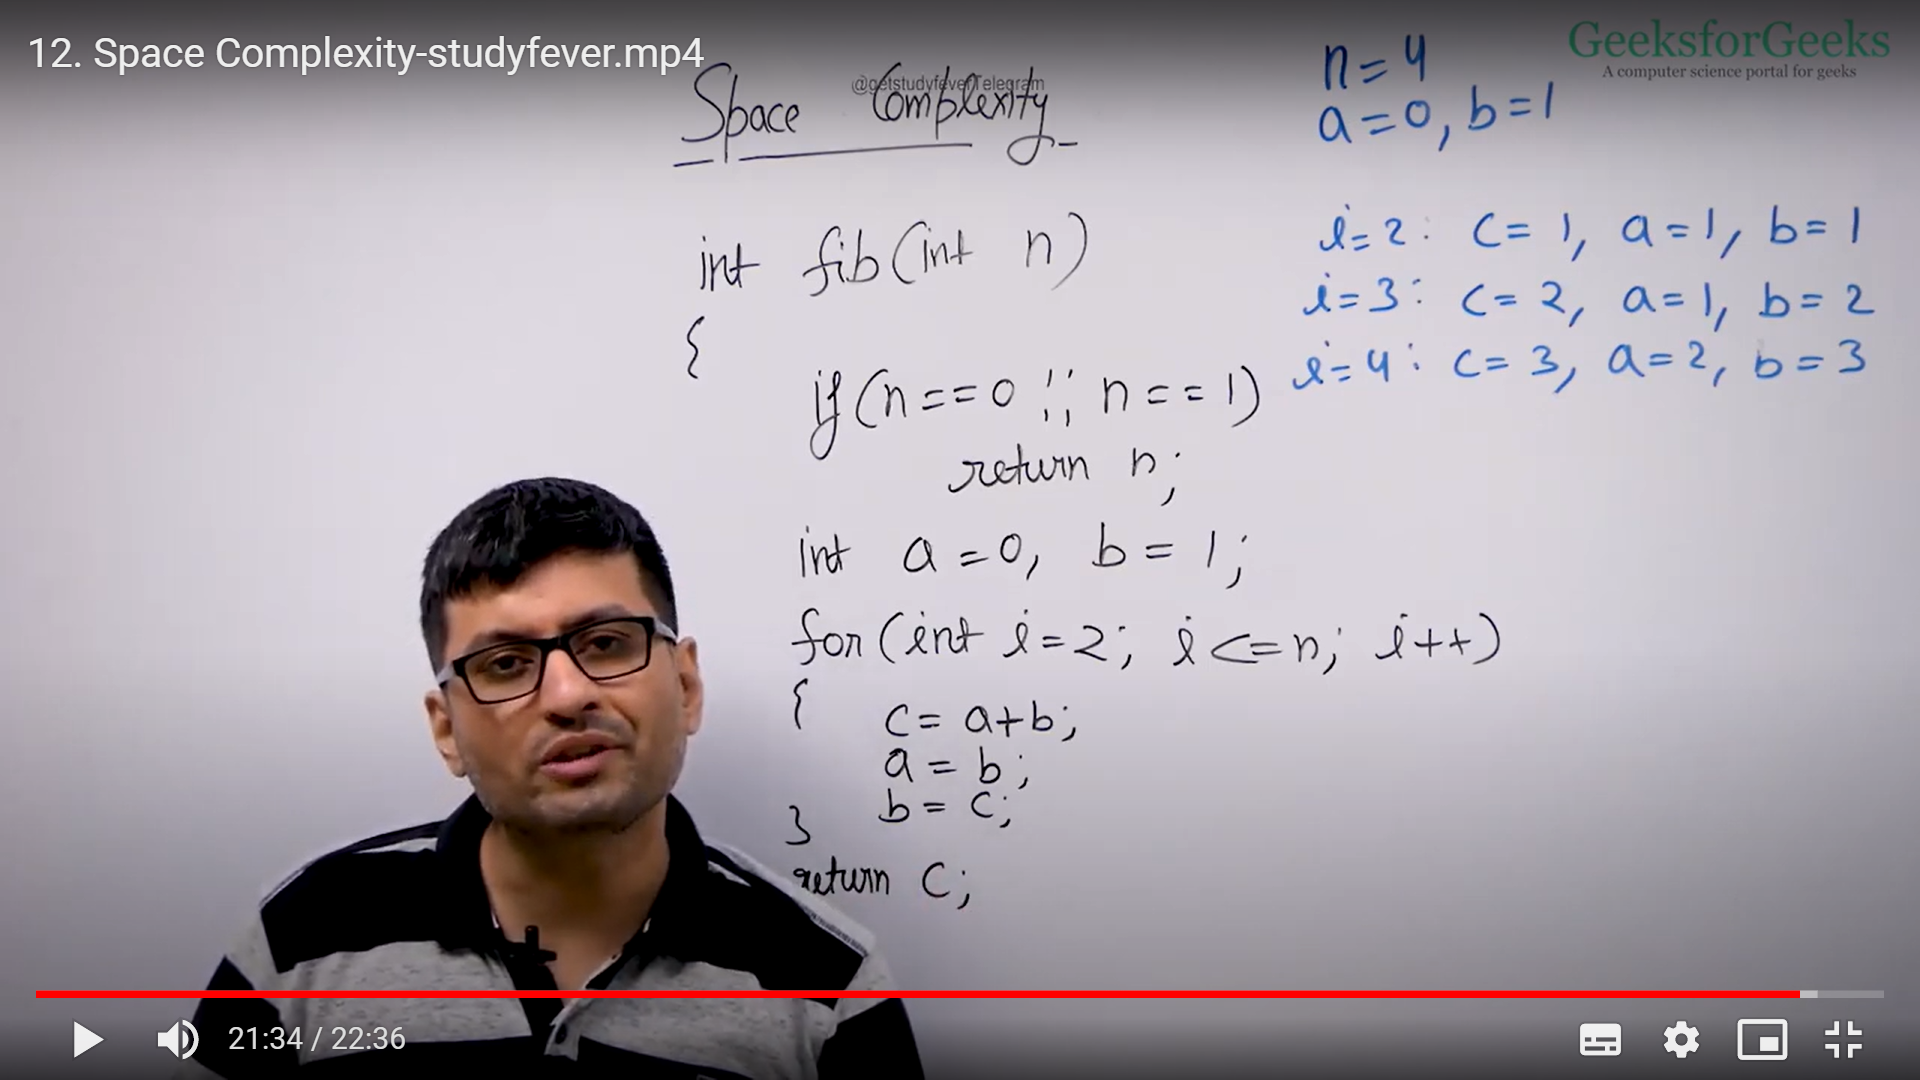 12. Space Complexity-studyfever.mp4
GeeksforGeeks
A computer science portal for geeks
@getstudyfeverTelegram
Space Complexity
n=4
a=0, b=1
i=2: c=1, a=1, b=1
i=3: c=2, a=1, b=2
i=4: c=3, a=2, b=3
int fib(int n)
{
if(n==0 || n==1)
return n;
int a=0, b=1;
for(int i=2; i<=n; i++)
{
c=a+b;
a=b;
b=c;
}
return c;
21:34 / 22:36